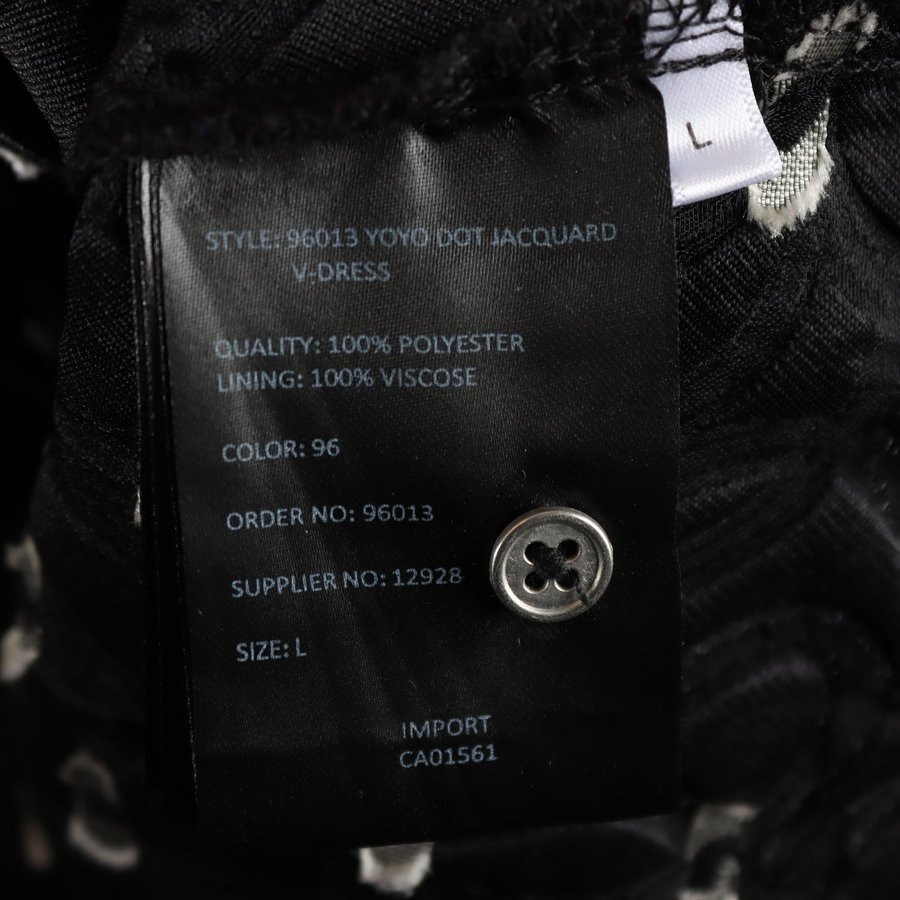 L
STYLE: 96013 YOYO DOT JACQUARD
V-DRESS
QUALITY: 100% POLYESTER
LINING: 100% VISCOSE
COLOR: 96
ORDER NO: 96013
SUPPLIER NO: 12928
SIZE: L
IMPORT
CA01561